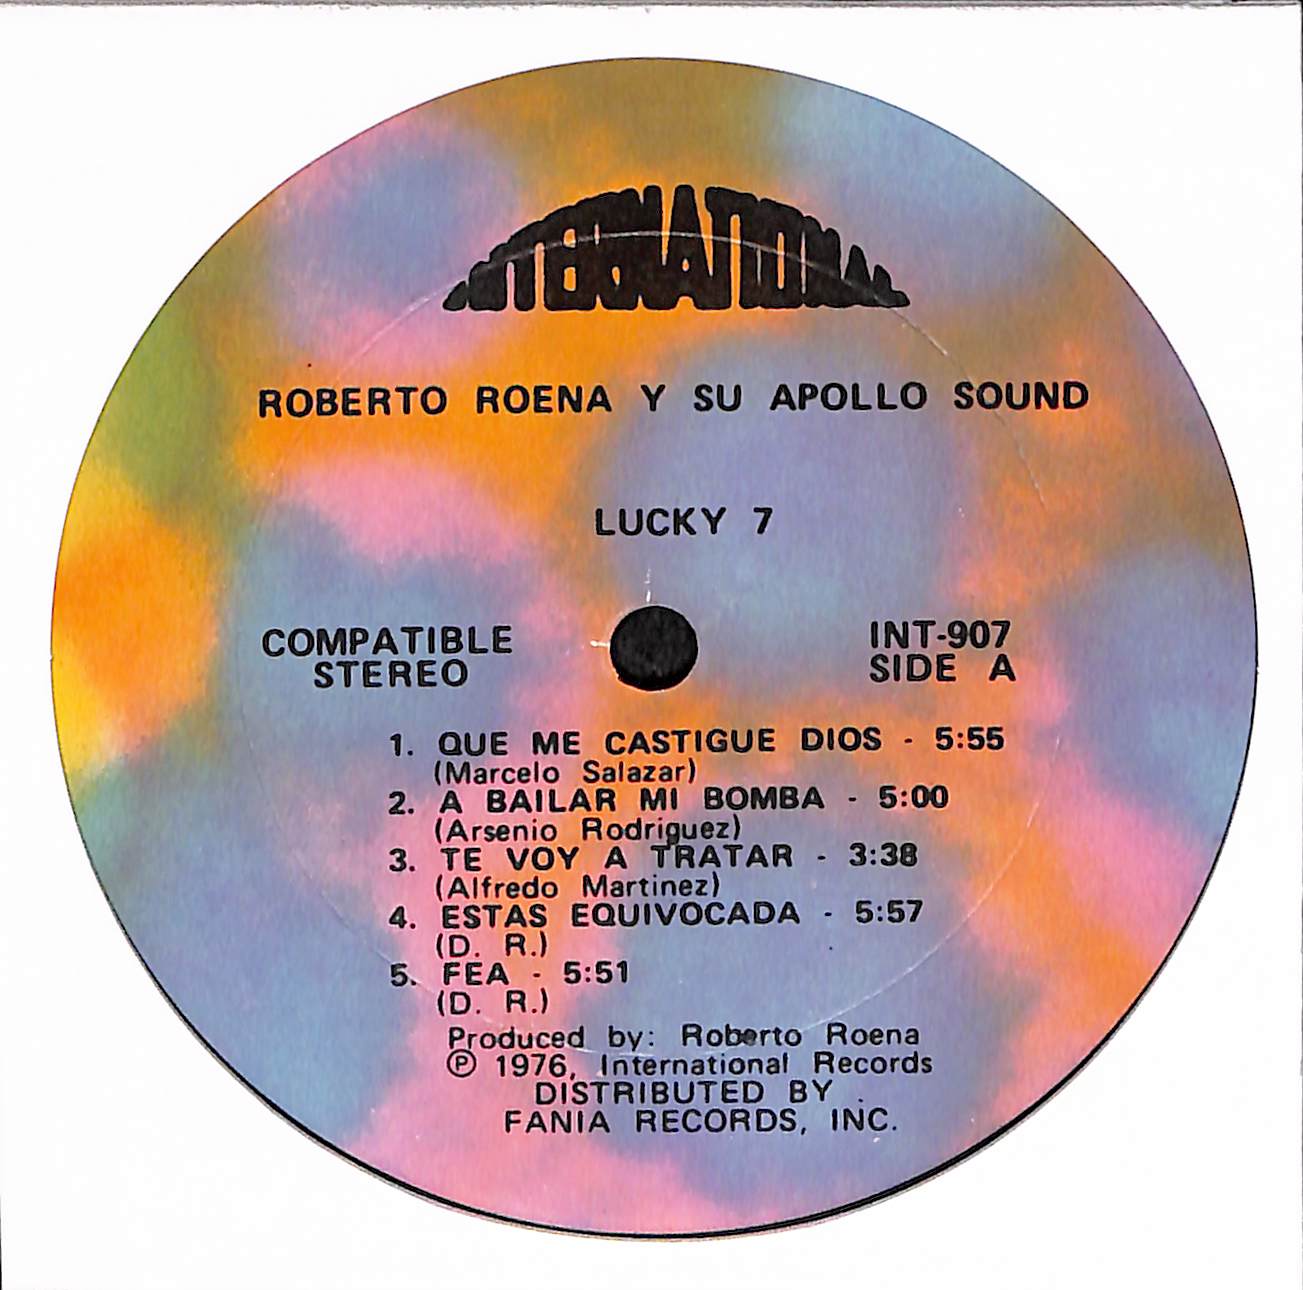 INTERNATIONAL
ROBERTO ROENA Y SU APOLLO SOUND
LUCKY 7
COMPATIBLE
STEREO
INT-907
SIDE A
1. QUE ME CASTIGUE DIOS - 5:55
(Marcelo Salazar)
2. A BAILAR MI BOMBA - 5:00
(Arsenio Rodriguez)
3. TE VOY A TRATAR - 3:38
(Alfredo Martinez)
4. ESTAS EQUIVOCADA - 5:57
(D. R.)
5. FEA - 5:51
(D. R.)
Produced by: Roberto Roena
℗ 1976, International Records
DISTRIBUTED BY
FANIA RECORDS, INC.